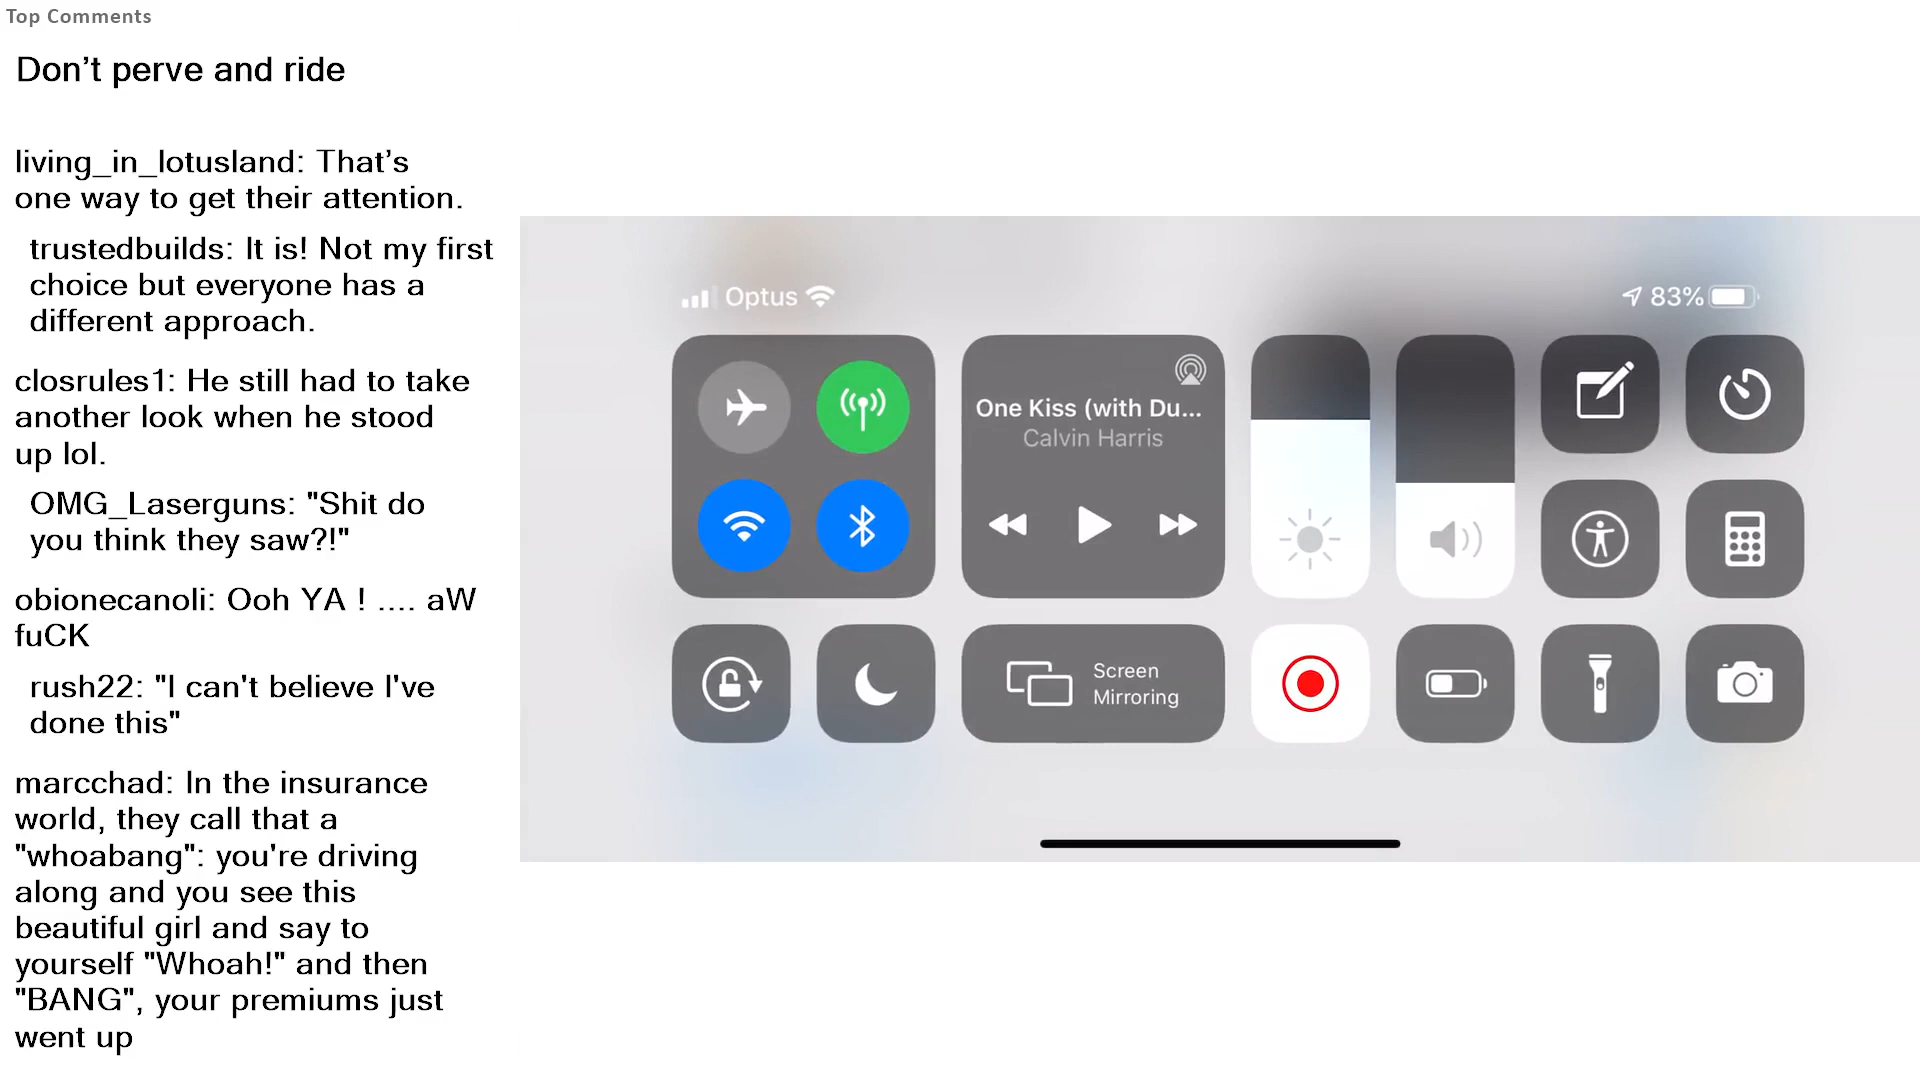 Top Comments
Don’t perve and ride
living_in_lotusland: That’s
one way to get their attention.
trustedbuilds: It is! Not my first
choice but everyone has a
different approach.
closrules1: He still had to take
another look when he stood
up lol.
OMG_Laserguns: "Shit do
you think they saw?!"
obionecanoli: Ooh YA ! .... aW
fuCK
rush22: "I can't believe I've
done this"
marcchad: In the insurance
world, they call that a
"whoabang": you're driving
along and you see this
beautiful girl and say to
yourself "Whoah!" and then
"BANG", your premiums just
went up
Optus
83%
One Kiss (with Du...
Calvin Harris
Screen
Mirroring